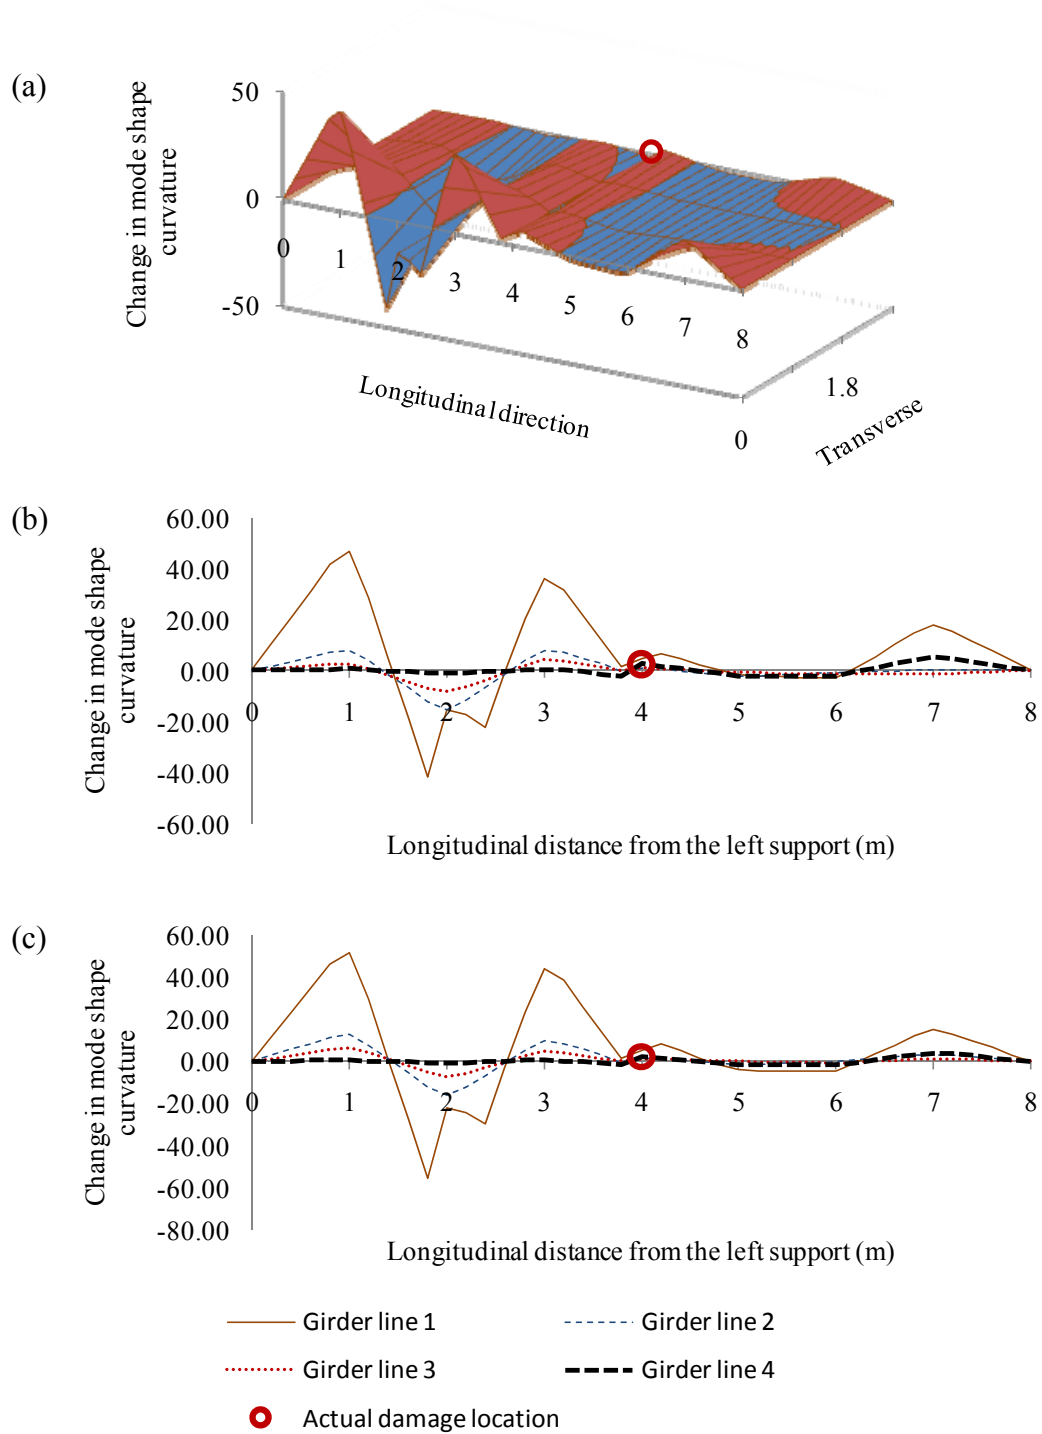 (a)
Change in mode shape
curvature
50
0
-50
0
1
2
3
4
5
6
7
8
Longitudinal direction
0
1.8
Transverse
(b)
Change in mode shape
curvature
60.00
40.00
20.00
0.00
-20.00
-40.00
-60.00
0 1 2 3 4 5 6 7 8
Longitudinal distance from the left support (m)
(c)
Change in mode shape
curvature
60.00
40.00
20.00
0.00
-20.00
-40.00
-60.00
-80.00
0 1 2 3 4 5 6 7 8
Longitudinal distance from the left support (m)
Girder line 1 Girder line 2
Girder line 3 Girder line 4
Actual damage location